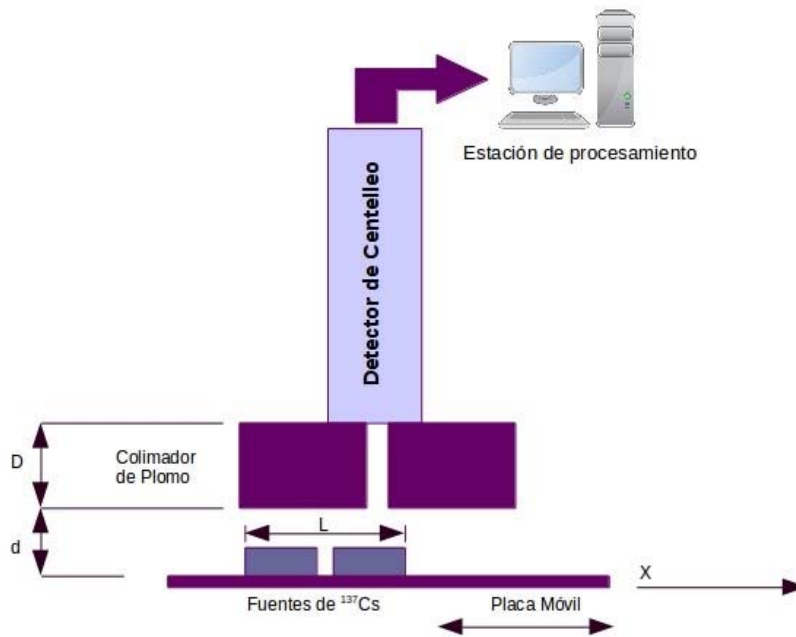 Estación de procesamiento
Detector de Centelleo
D
Colimador
de Plomo
d
L
X
Fuentes de ¹³⁷Cs
Placa Móvil